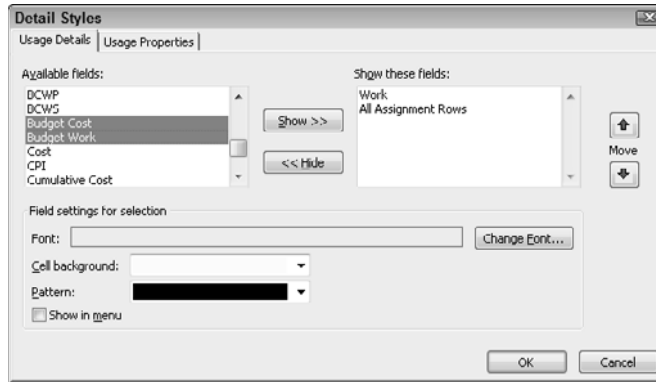 Detail Styles
Usage Details
Usage Properties
Available fields:
BCWP
BCWS
Budget Cost
Budget Work
Cost
CPI
Cumulative Cost
Show >>
<< Hide
Show these fields:
Work
All Assignment Rows
Move
Field settings for selection
Font:
Change Font...
Cell background:
Pattern:
Show in menu
OK
Cancel